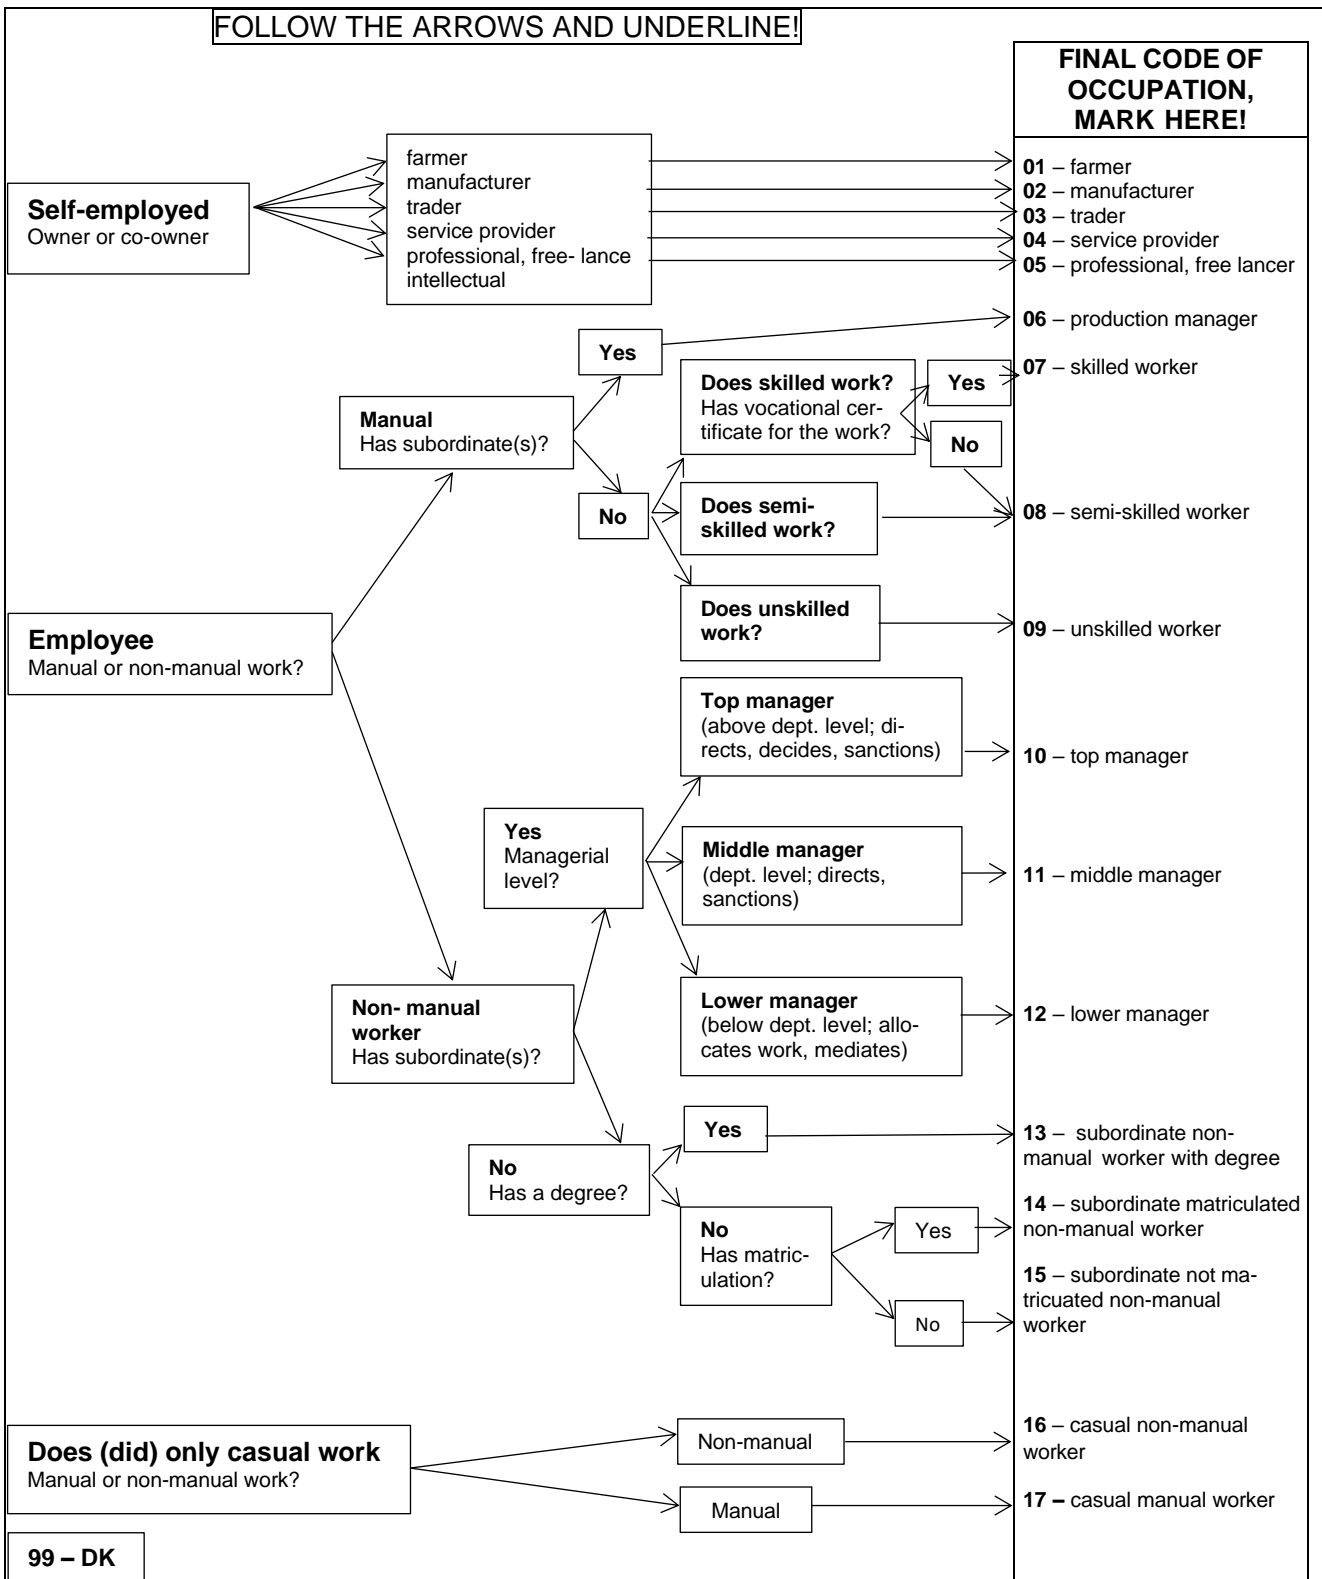 FOLLOW THE ARROWS AND UNDERLINE!
FINAL CODE OF
OCCUPATION,
MARK HERE!
Self-employed
Owner or co-owner
farmer
manufacturer
trader
service provider
professional, free- lance
intellectual
01 – farmer
02 – manufacturer
03 – trader
04 – service provider
05 – professional, free lancer
06 – production manager
Yes
Manual
Has subordinate(s)?
No
Does skilled work?
Has vocational cer-
tificate for the work?
Yes
No
07 – skilled worker
Does semi-
skilled work?
08 – semi-skilled worker
Does unskilled
work?
09 – unskilled worker
Employee
Manual or non-manual work?
Top manager
(above dept. level; di-
rects, decides, sanctions)
10 – top manager
Yes
Managerial
level?
Middle manager
(dept. level; directs,
sanctions)
11 – middle manager
Non- manual
worker
Has subordinate(s)?
Lower manager
(below dept. level; allo-
cates work, mediates)
12 – lower manager
No
Has a degree?
Yes
13 – subordinate non-
manual worker with degree
No
Has matric-
ulation?
Yes
14 – subordinate matriculated
non-manual worker
No
15 – subordinate not ma-
tricuated non-manual
worker
Does (did) only casual work
Manual or non-manual work?
Non-manual
16 – casual non-manual
worker
Manual
17 – casual manual worker
99 – DK